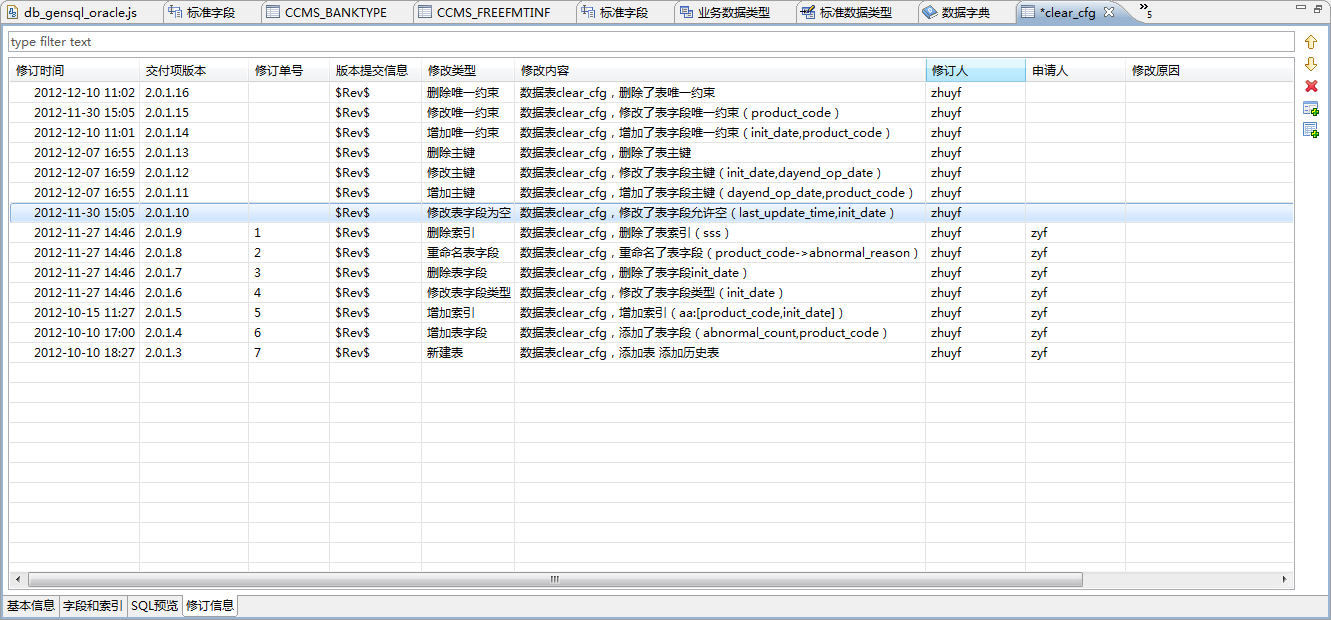 db_gensql_oracle.js 标准字段 CCMS_BANKTYPE CCMS_FREEFMTINF 标准字段 业务数据类型 标准数据类型 数据字典 *clear_cfg »5
type filter text
修订时间 交付项版本 修订单号 版本提交信息 修改类型 修改内容 修订人 申请人 修改原因
2012-12-10 11:02 2.0.1.16 $Rev$ 删除唯一约束 数据表clear_cfg，删除了表唯一约束 zhuyf
2012-11-30 15:05 2.0.1.15 $Rev$ 修改唯一约束 数据表clear_cfg，修改了表字段唯一约束（product_code） zhuyf
2012-12-10 11:01 2.0.1.14 $Rev$ 增加唯一约束 数据表clear_cfg，增加了表唯一约束（init_date,product_code） zhuyf
2012-12-07 16:55 2.0.1.13 $Rev$ 删除主键 数据表clear_cfg，删除了表主键 zhuyf
2012-12-07 16:59 2.0.1.12 $Rev$ 修改主键 数据表clear_cfg，修改了表字段主键（init_date,dayend_op_date） zhuyf
2012-12-07 16:55 2.0.1.11 $Rev$ 增加主键 数据表clear_cfg，增加了表字段主键（dayend_op_date,product_code） zhuyf
2012-11-30 15:05 2.0.1.10 $Rev$ 修改表字段为空 数据表clear_cfg，修改了表字段允许空（last_update_time,init_date） zhuyf
2012-11-27 14:46 2.0.1.9 1 $Rev$ 删除索引 数据表clear_cfg，删除了表索引（sss） zhuyf zyf
2012-11-27 14:46 2.0.1.8 2 $Rev$ 重命名表字段 数据表clear_cfg，重命名了表字段（product_code->abnormal_reason） zhuyf zyf
2012-11-27 14:46 2.0.1.7 3 $Rev$ 删除表字段 数据表clear_cfg，删除了表字段init_date） zhuyf zyf
2012-11-27 14:46 2.0.1.6 4 $Rev$ 修改表字段类型 数据表clear_cfg，修改了表字段类型（init_date） zhuyf zyf
2012-10-15 11:27 2.0.1.5 5 $Rev$ 增加索引 数据表clear_cfg，增加索引（aa:[product_code,init_date]） zhuyf zyf
2012-10-10 17:00 2.0.1.4 6 $Rev$ 增加表字段 数据表clear_cfg，添加了表字段（abnormal_count,product_code） zhuyf zyf
2012-10-10 18:27 2.0.1.3 7 $Rev$ 新建表 数据表clear_cfg，添加表 添加历史表 zhuyf zyf
基本信息 字段和索引 SQL预览 修订信息